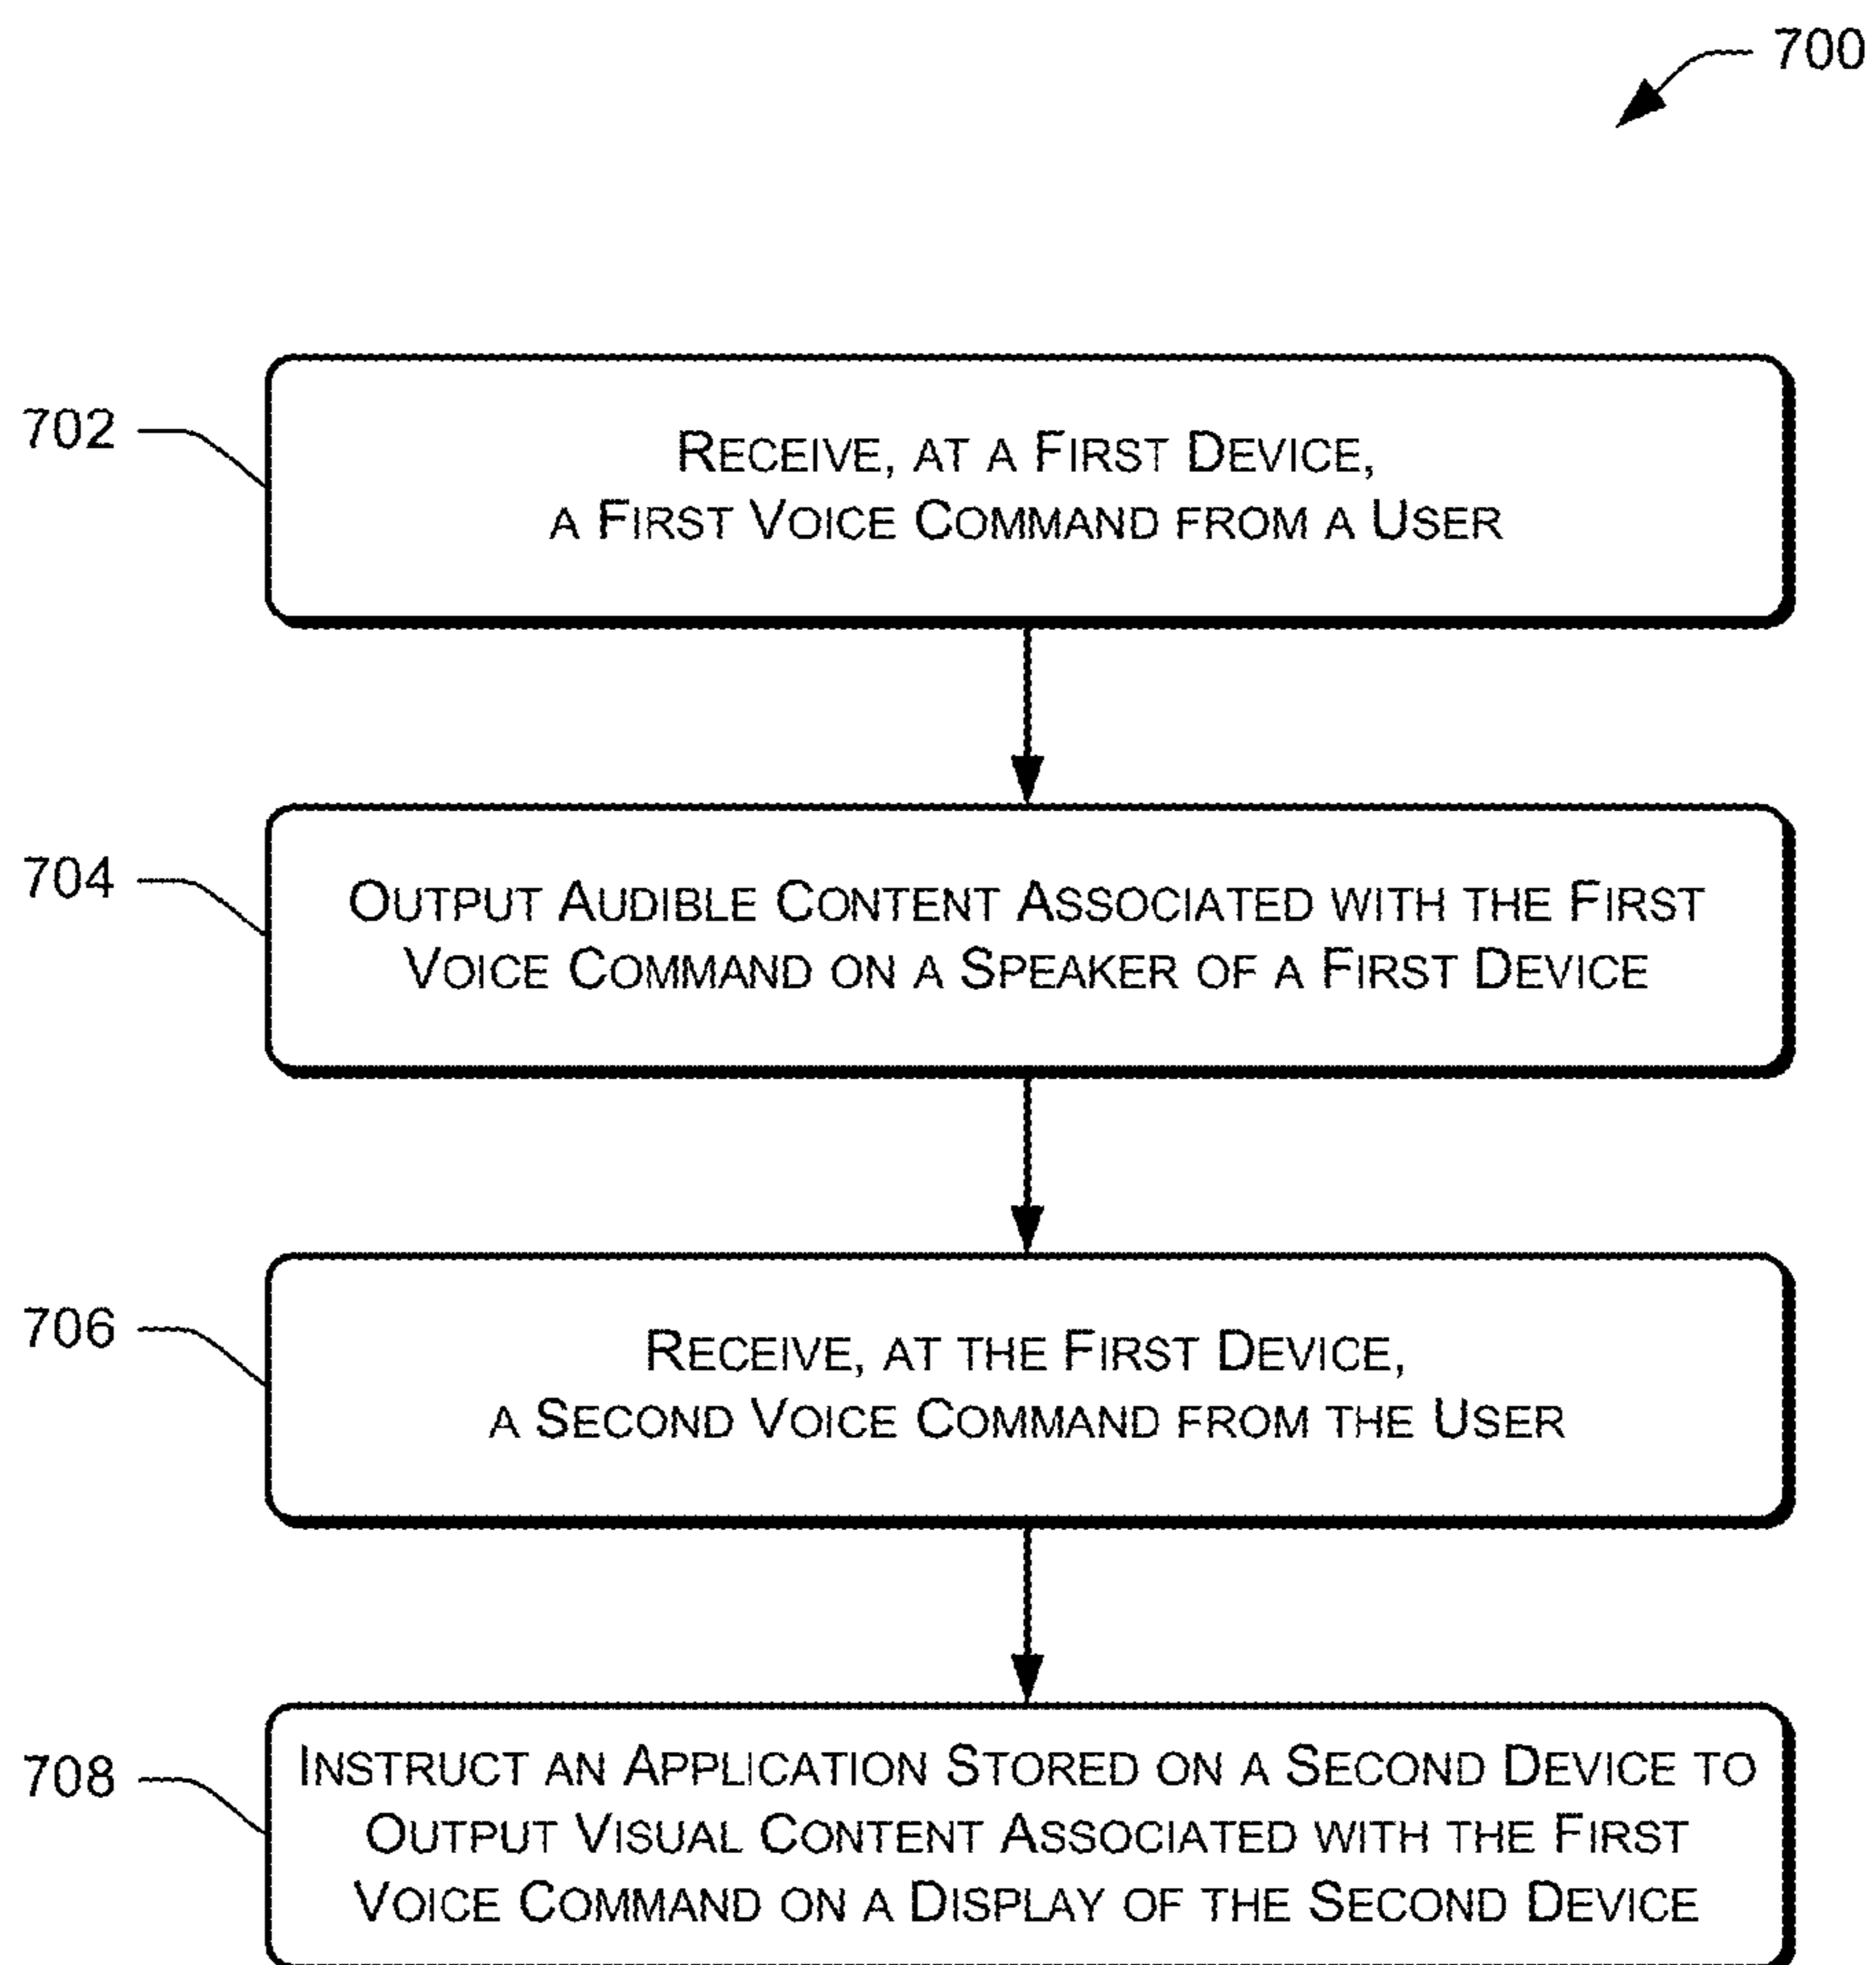 700
702
RECEIVE, AT A FIRST DEVICE,
A FIRST VOICE COMMAND FROM A USER
704
OUTPUT AUDIBLE CONTENT ASSOCIATED WITH THE FIRST
VOICE COMMAND ON A SPEAKER OF A FIRST DEVICE
706
RECEIVE, AT THE FIRST DEVICE,
A SECOND VOICE COMMAND FROM THE USER
708
INSTRUCT AN APPLICATION STORED ON A SECOND DEVICE TO
OUTPUT VISUAL CONTENT ASSOCIATED WITH THE FIRST
VOICE COMMAND ON A DISPLAY OF THE SECOND DEVICE